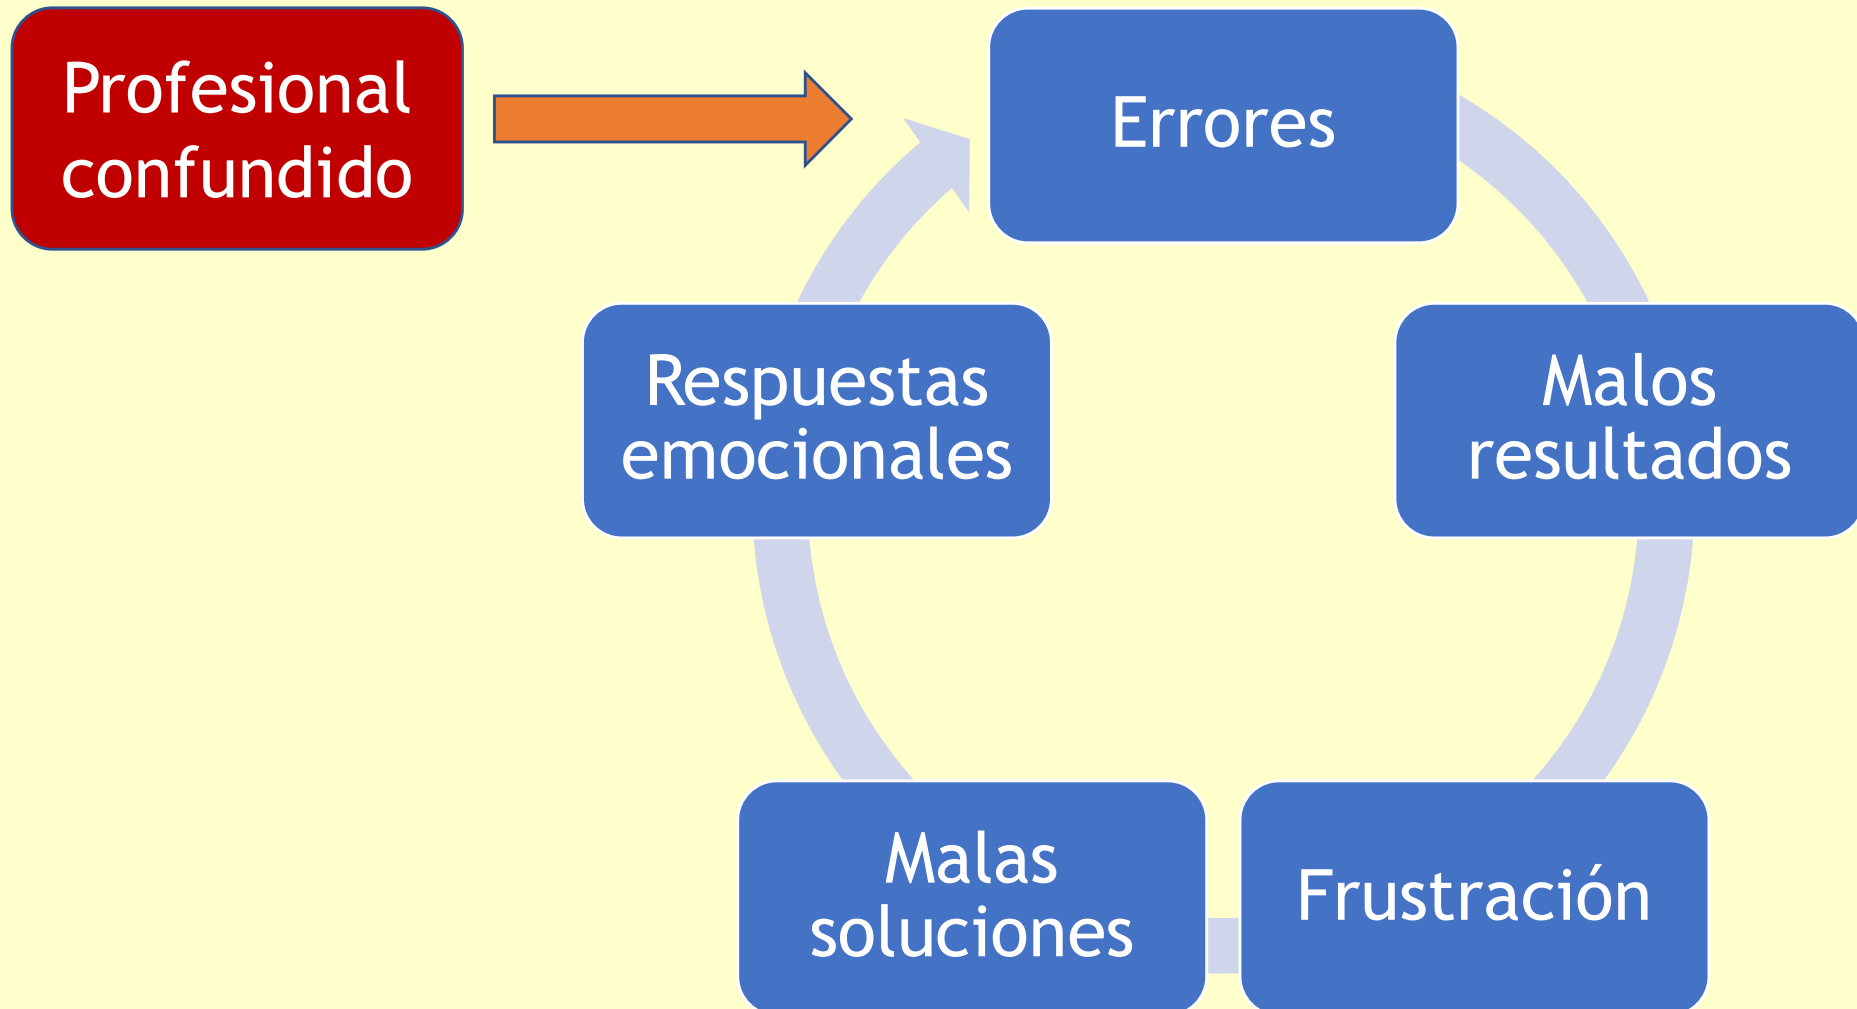 Profesional
confundido
Errores
Respuestas
emocionales
Malos
resultados
Malas
soluciones
Frustración